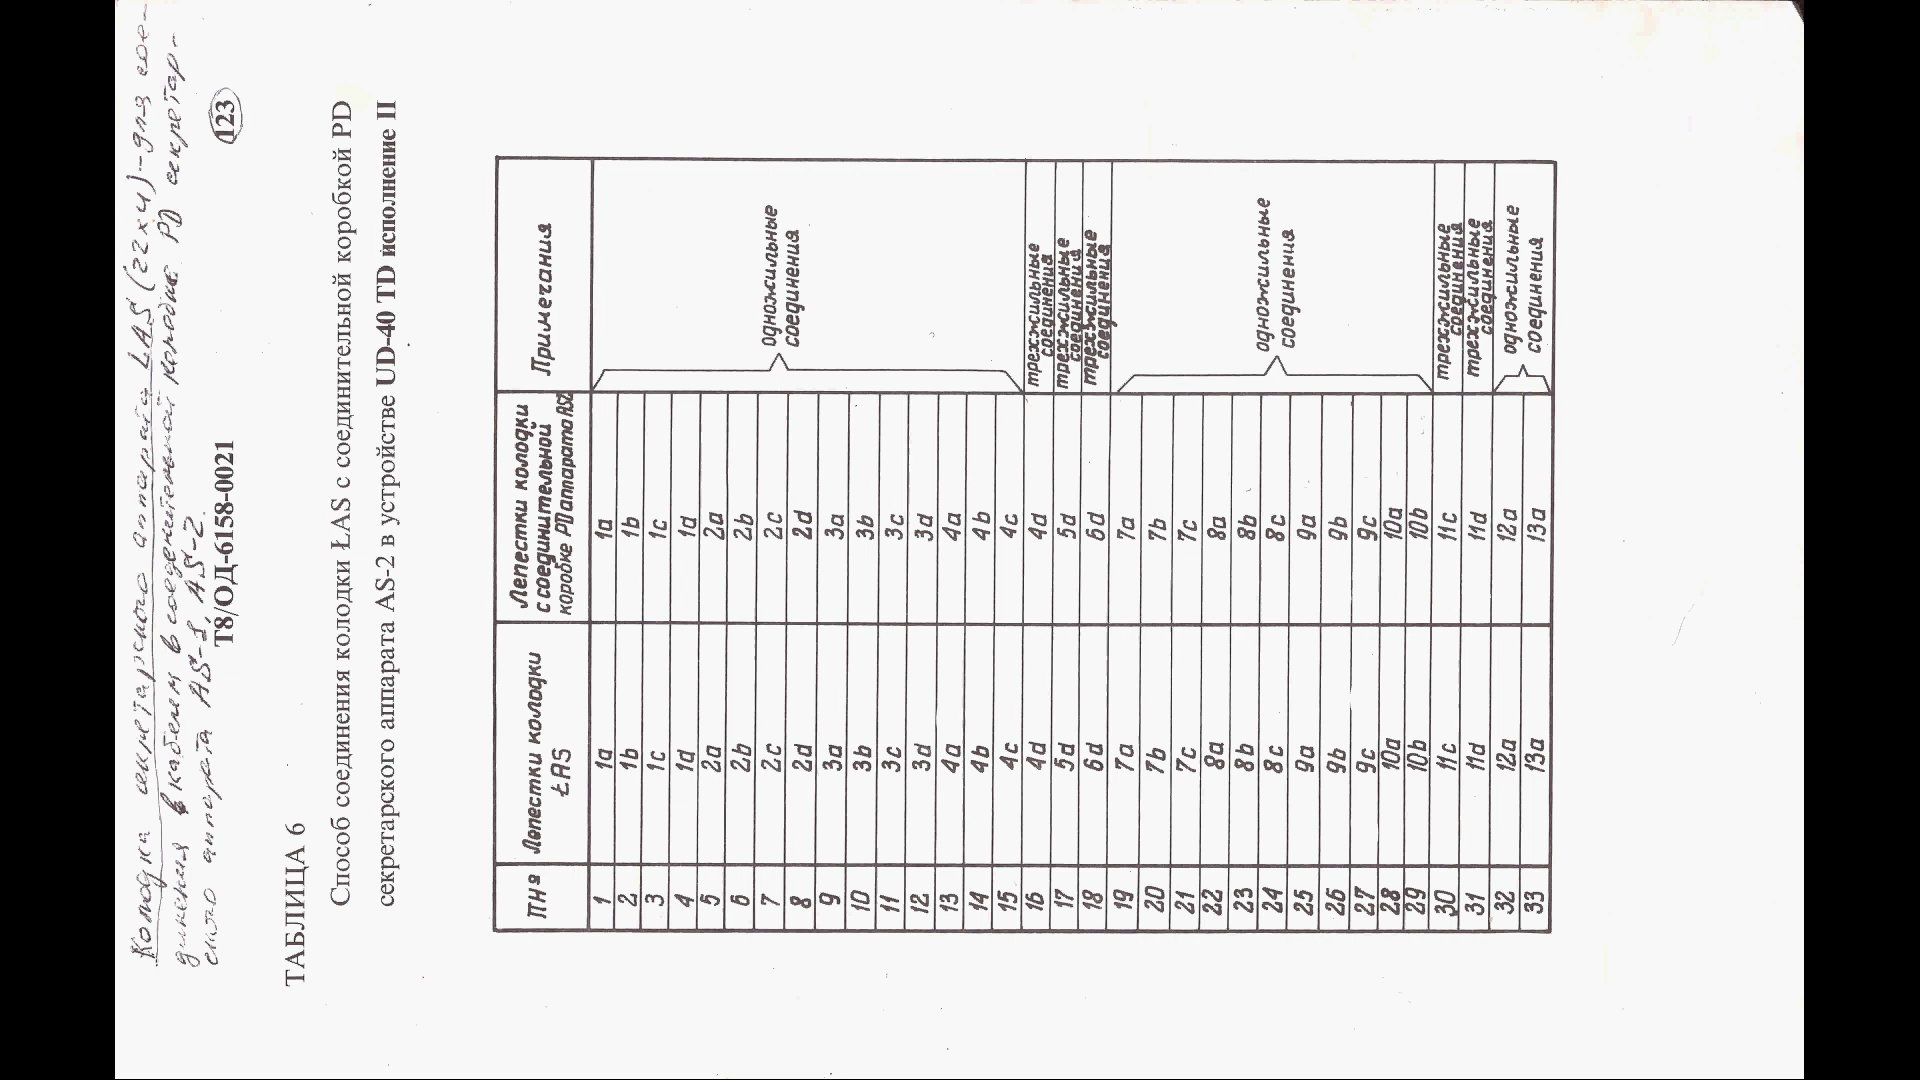 Колодка секретарского аппарата ŁAS (22х4) - для сое-
динения с кабелем в соединительной коробке PD секретар-
ского аппарата AS-1, AS-2.
Т8/ОД-6158-0021 123
ТАБЛИЦА 6
Способ соединения колодки ŁAS с соединительной коробкой PD
секретарского аппарата AS-2 в устройстве UD-40 TD исполнение II
ПНº Лепестки колодки ŁAS Лепестки колодки с соединительной коробке PD аппарата AS2 Примечания
1 1a 1a
2 1b 1b
3 1c 1c
4 1d 1d
5 2a 2a
6 2b 2b
7 2c 2c одножильные
8 2d 2d соединения
9 3a 3a
10 3b 3b
11 3c 3c
12 3d 3d
13 4a 4a
14 4b 4b
15 4c 4c
16 4d 4d трехжильные соединения
17 5d 5d трехжильные соединения
18 6d 6d трехжильные соединения
19 7a 7a
20 7b 7b
21 7c 7c
22 8a 8a
23 8b 8b
24 8c 8c одножильные
25 9a 9a соединения
26 9b 9b
27 9c 9c
28 10a 10a
29 10b 10b
30 11c 11c трехжильные соединения
31 11d 11d трехжильные соединения
32 12a 12a одножильные
33 13a 13a соединения